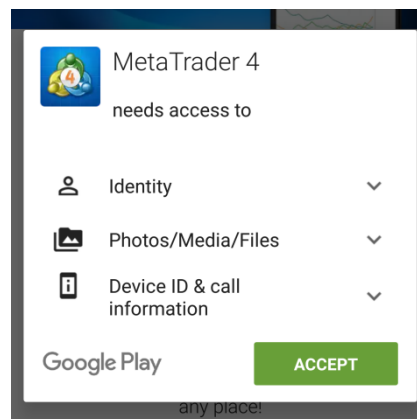 MetaTrader 4
needs access to
Identity
Photos/Media/Files
Device ID & call
information
Google Play
ACCEPT
any place!